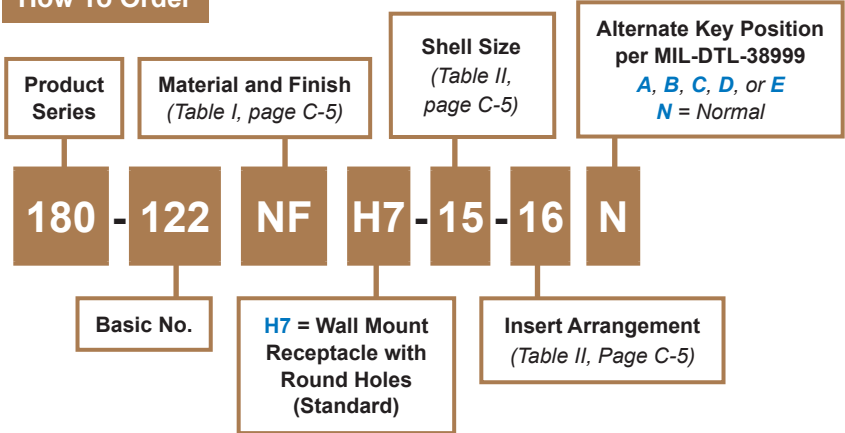 How To Order
Product
Series
Material and Finish
(Table I, page C-5)
Shell Size
(Table II,
page C-5)
Alternate Key Position
per MIL-DTL-38999
A, B, C, D, or E
N = Normal
180 - 122 NF H7 - 15 - 16 N
Basic No.
H7 = Wall Mount
Receptacle with
Round Holes
(Standard)
Insert Arrangement
(Table II, Page C-5)